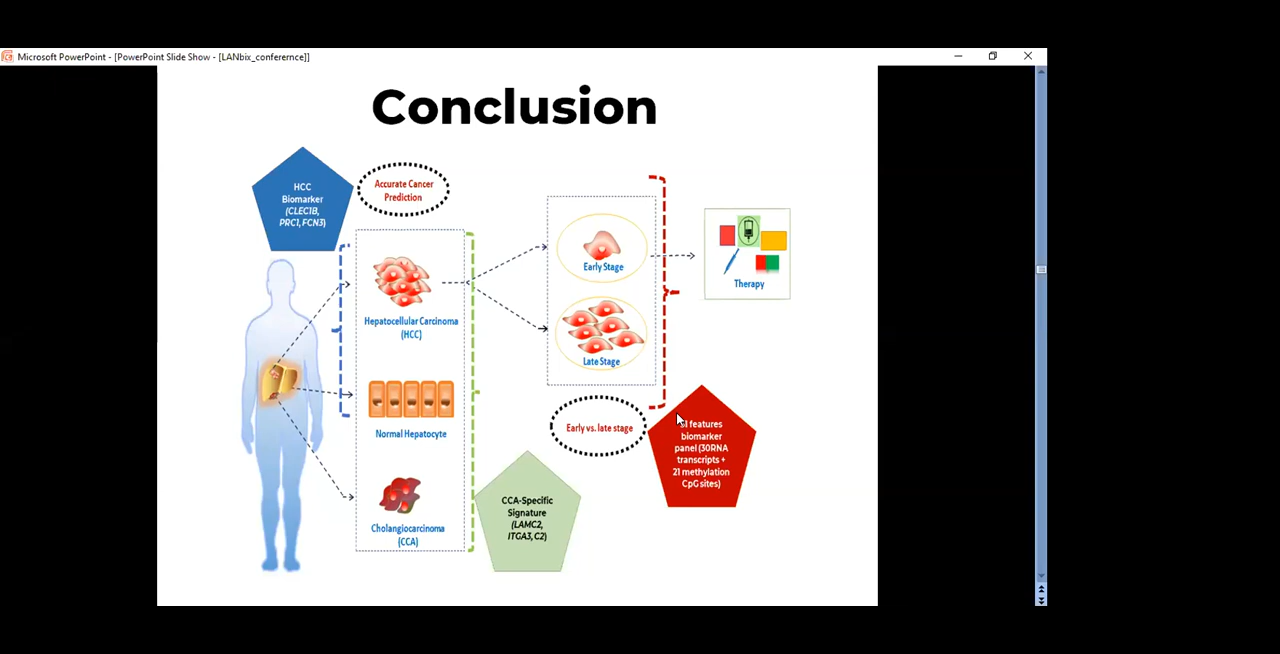 Microsoft PowerPoint - [PowerPoint Slide Show - [LANbix_conferernce]]
Conclusion
HCC
Biomarker
(CLEC1B,
PRC1, FCN3)
Accurate Cancer
Prediction
Hepatocellular Carcinoma
(HCC)
Normal Hepatocyte
Cholangiocarcinoma
(CCA)
Early Stage
Late Stage
Therapy
Early vs. late stage
CCA-Specific
Signature
(LAMC2,
ITGA3, C2)
features
biomarker
panel (30RNA
transcripts +
21 methylation
CpG sites)